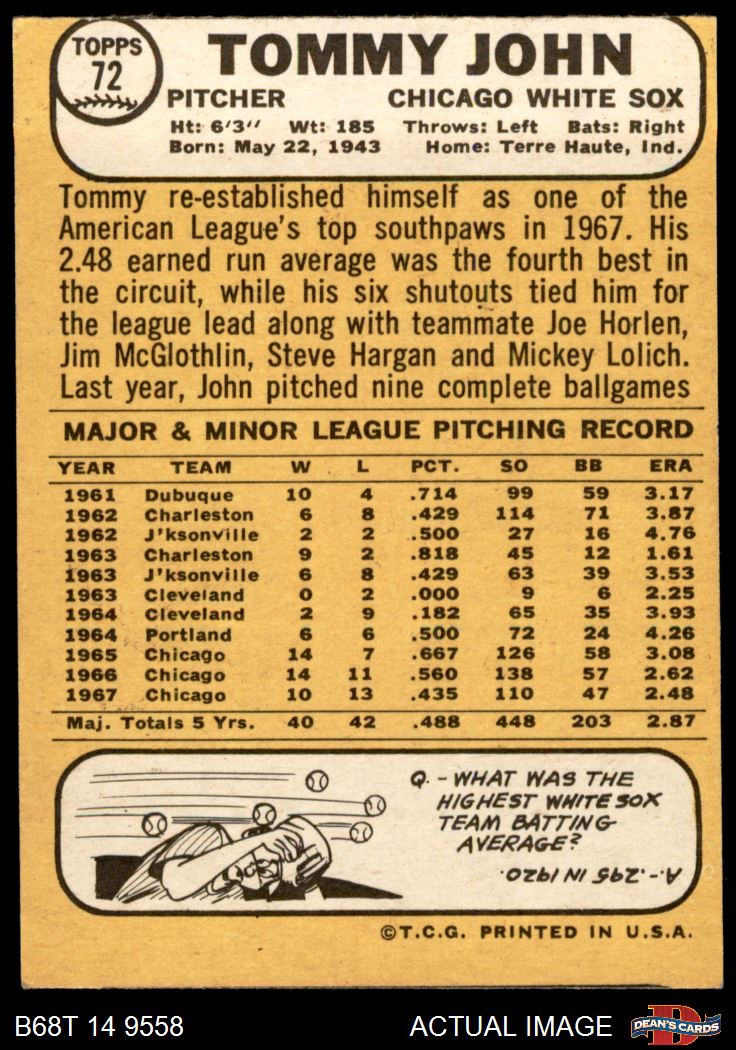 TOPPS
72
TOMMY JOHN
PITCHER CHICAGO WHITE SOX
Ht: 6'3" Wt: 185 Throws: Left Bats: Right
Born: May 22, 1943 Home: Terre Haute, Ind.
Tommy re-established himself as one of the
American League's top southpaws in 1967. His
2.48 earned run average was the fourth best in
the circuit, while his six shutouts tied him for
the league lead along with teammate Joe Horlen,
Jim McGlothlin, Steve Hargan and Mickey Lolich.
Last year, John pitched nine complete ballgames
MAJOR & MINOR LEAGUE PITCHING RECORD
YEAR TEAM W L PCT. SO BB ERA
1961 Dubuque 10 4 .714 99 59 3.17
1962 Charleston 6 8 .429 114 71 3.87
1962 J'ksonville 2 2 .500 27 16 4.76
1963 Charleston 9 2 .818 45 12 1.61
1963 J'ksonville 6 8 .429 63 39 3.53
1963 Cleveland 0 2 .000 9 6 2.25
1964 Cleveland 2 9 .182 65 35 3.93
1964 Portland 6 6 .500 72 24 4.26
1965 Chicago 14 7 .667 126 58 3.08
1966 Chicago 14 11 .560 138 57 2.62
1967 Chicago 10 13 .435 110 47 2.48
Maj. Totals 5 Yrs. 40 42 .488 448 203 2.87
Q. - WHAT WAS THE
HIGHEST WHITE SOX
TEAM BATTING
AVERAGE?
A-.295 IN 1920.
©T.C.G. PRINTED IN U.S.A.
B68T 14 9558 ACTUAL IMAGE D DEAN'S CARDS